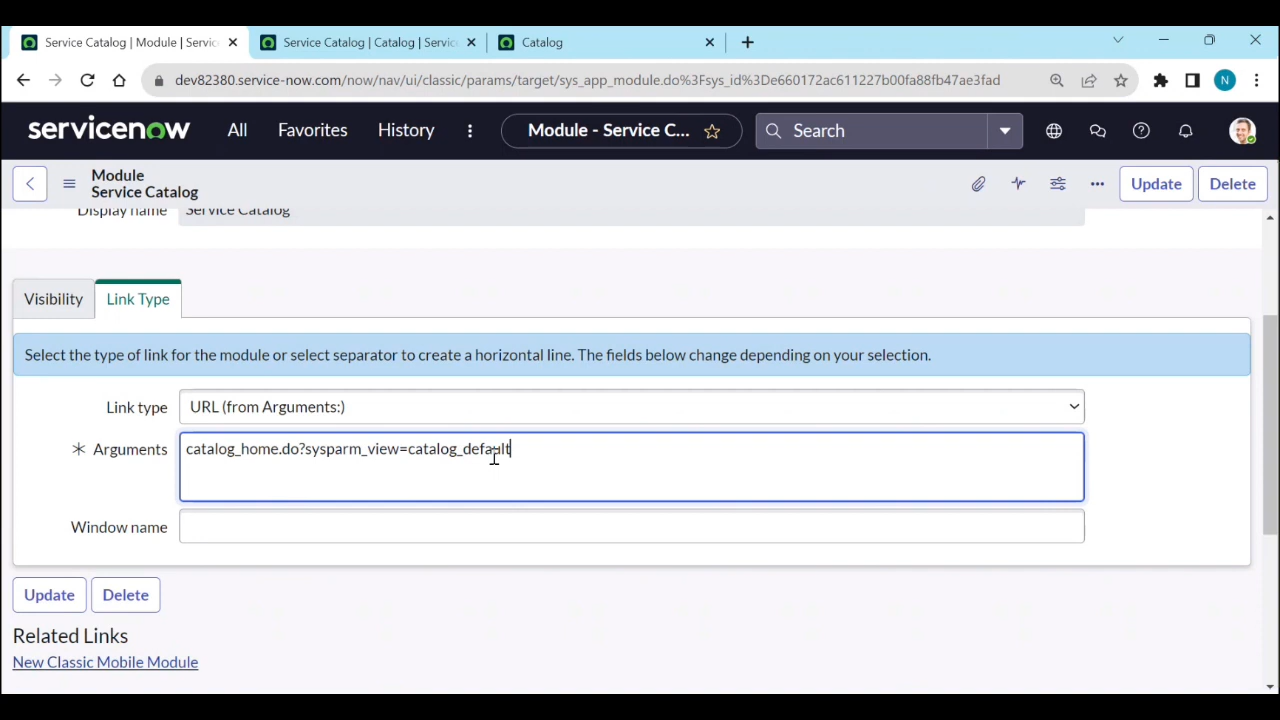 Service Catalog | Module | Servic
Service Catalog | Catalog | Servic
Catalog
dev82380.service-now.com/now/nav/ui/classic/params/target/sys_app_module.do%3Fsys_id%3De660172ac611227b00fa88fb47ae3fad
N
servicenow
All
Favorites
History
Module - Service C...
Search
Module
Service Catalog
Update
Delete
Display name
Service Catalog
Visibility
Link Type
Select the type of link for the module or select separator to create a horizontal line. The fields below change depending on your selection.
Link type
URL (from Arguments:)
Arguments
catalog_home.do?sysparm_view=catalog_default
Window name
Update
Delete
Related Links
New Classic Mobile Module